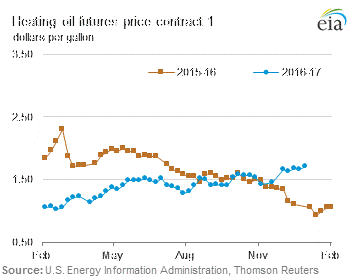 Heating oil futures price contract 1
dollars per gallon
eia
3.50
2015-16
2016-17
2.50
1.50
0.50
Feb
May
Aug
Nov
Feb
Source: U.S. Energy Information Administration, Thomson Reuters